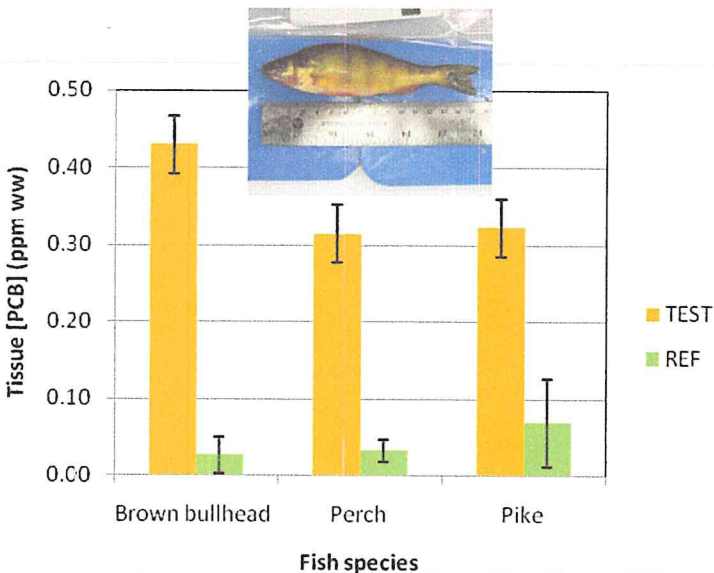 0.50
0.40
0.30
0.20
0.10
0.00
Tissue [PCB] (ppm ww)
TEST
REF
Brown bullhead Perch Pike
Fish species